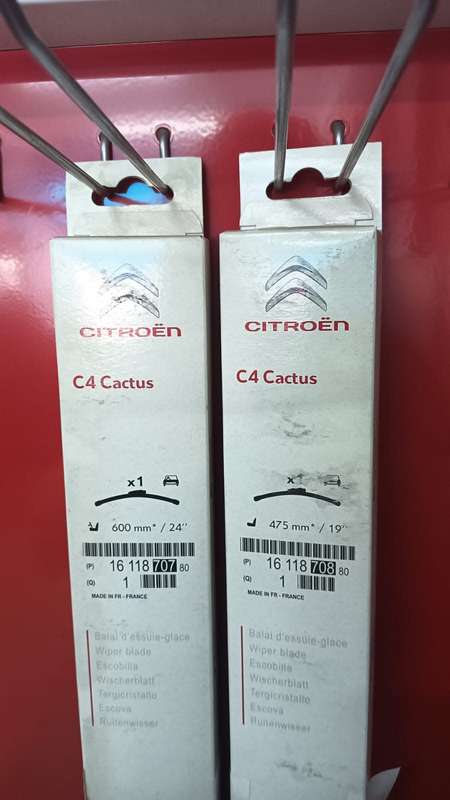 CITROËN
C4 Cactus
x1
600 mm* / 24''
(P) 16 118 707 80
(Q) 1
MADE IN FR - FRANCE
Balai d'essuie-glace
Wiper blade
Escobilla
Wischerblatt
Tergicristallo
Escova
Ruitenwisser
CITROËN
C4 Cactus
x1
475 mm* / 19''
(P) 16 118 708 80
(Q) 1
MADE IN FR - FRANCE
Balai d'essuie-glace
Wiper blade
Escobilla
Wischerblatt
Tergicristallo
Escova
Ruitenwisser